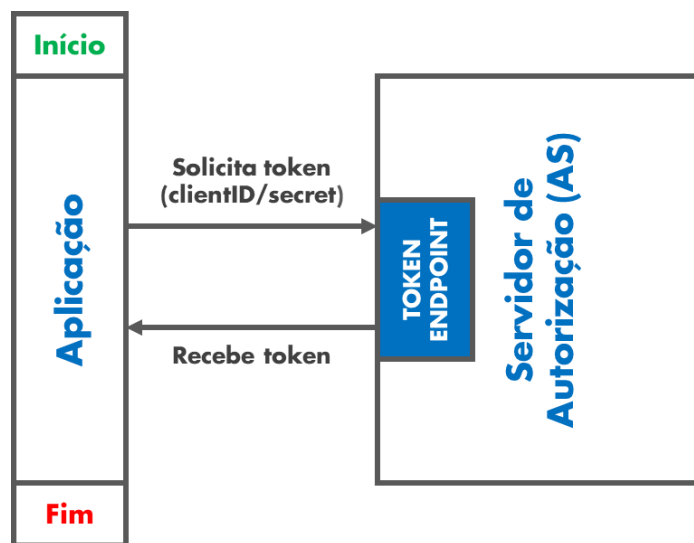 Início
Aplicação
Solicita token
(clientID/secret)
TOKEN
ENDPOINT
Servidor de
Autorização (AS)
Recebe token
Fim